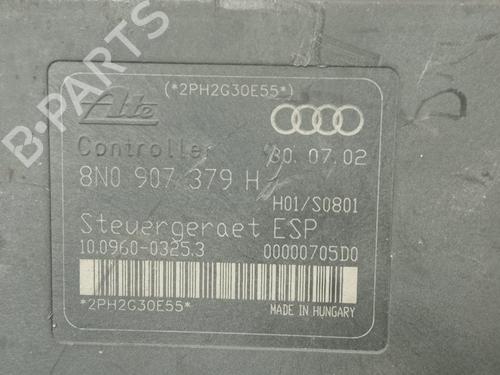 (*2PH2G30E55*)
Ate
Controller 30.07.02
8N0 907 379 H
H01/S0801
Steuergeraet ESP
10.0960-0325.3 00000705D0
*2PH2G30E55*
MADE IN HUNGARY
B-PARTS